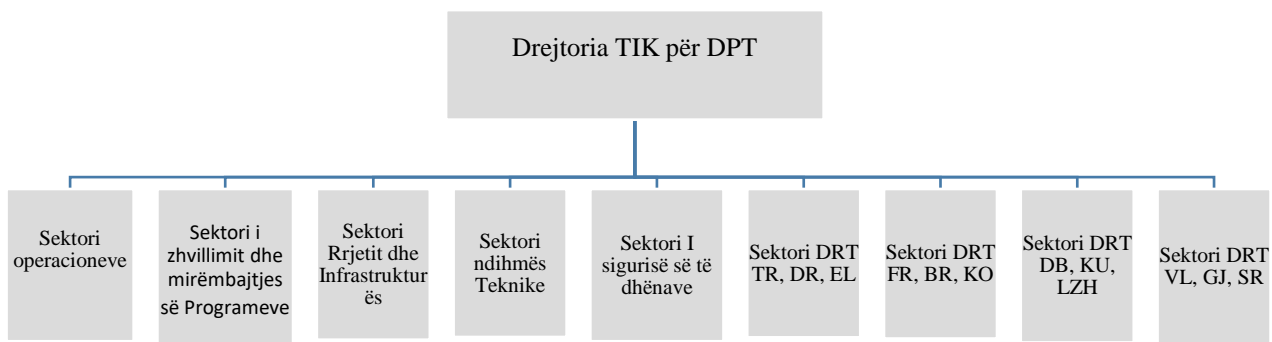 Drejtoria TIK për DPT
Sektori
operacioneve
Sektori i
zhvillimit dhe
mirëmbajtjes
së Programeve
Sektori
Rrjetit dhe
Infrastruktur
ës
Sektori
ndihmës
Teknike
Sektori I
sigurisë së të
dhënave
Sektori DRT
TR, DR, EL
Sektori DRT
FR, BR, KO
Sektori DRT
DB, KU,
LZH
Sektori DRT
VL, GJ, SR